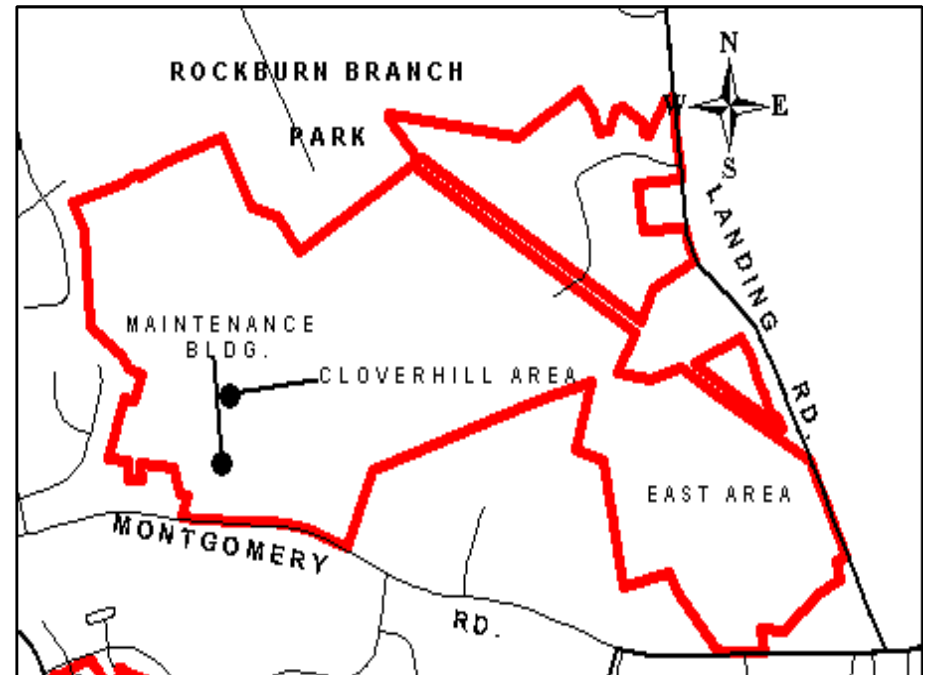 ROCKBURN BRANCH
PARK
N
W
E
S
LANDING
RD.
MAINTENANCE
BLDG.
CLOVERHILL AREA
EAST AREA
MONTGOMERY
RD.